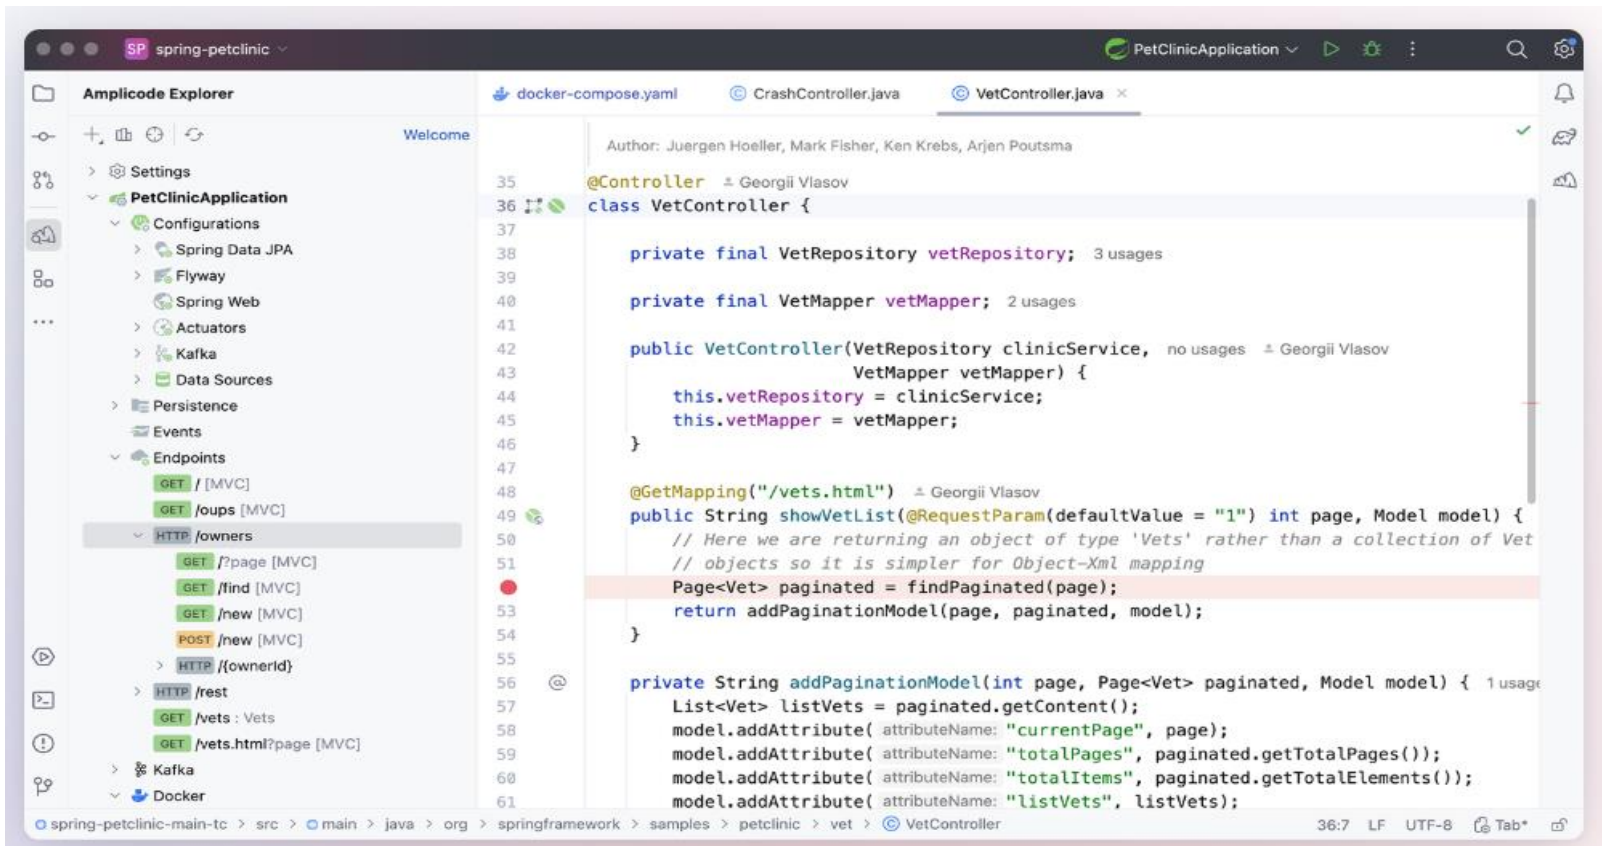 SP spring-petclinic
PetClinicApplication
Amplicode Explorer
Welcome
Settings
PetClinicApplication
Configurations
Spring Data JPA
Flyway
Spring Web
Actuators
Kafka
Data Sources
Persistence
Events
Endpoints
GET / [MVC]
GET /oups [MVC]
HTTP /owners
GET /?page [MVC]
GET /find [MVC]
GET /new [MVC]
POST /new [MVC]
HTTP /{ownerId}
HTTP /rest
GET /vets : Vets
GET /vets.html?page [MVC]
Kafka
Docker
docker-compose.yaml CrashController.java VetController.java
Author: Juergen Hoeller, Mark Fisher, Ken Krebs, Arjen Poutsma
35 @Controller Georgii Vlasov
36 class VetController {
37
38 private final VetRepository vetRepository; 3 usages
39
40 private final VetMapper vetMapper; 2 usages
41
42 public VetController(VetRepository clinicService, no usages Georgii Vlasov
43 VetMapper vetMapper) {
44 this.vetRepository = clinicService;
45 this.vetMapper = vetMapper;
46 }
47
48 @GetMapping("/vets.html") Georgii Vlasov
49 public String showVetList(@RequestParam(defaultValue = "1") int page, Model model) {
50 // Here we are returning an object of type 'Vets' rather than a collection of Vet
51 // objects so it is simpler for Object-Xml mapping
Page<Vet> paginated = findPaginated(page);
53 return addPaginationModel(page, paginated, model);
54 }
55
56 @ private String addPaginationModel(int page, Page<Vet> paginated, Model model) { 1 usage
57 List<Vet> listVets = paginated.getContent();
58 model.addAttribute( attributeName: "currentPage", page);
59 model.addAttribute( attributeName: "totalPages", paginated.getTotalPages());
60 model.addAttribute( attributeName: "totalItems", paginated.getTotalElements());
61 model.addAttribute( attributeName: "listVets", listVets);
spring-petclinic-main-tc > src > main > java > org > springframework > samples > petclinic > vet > VetController 36:7 LF UTF-8 Tab*